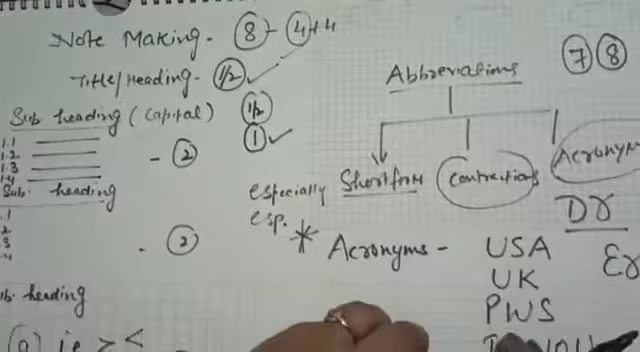 Note Making - 8 - 4+4
Title/Heading - 1/2 ✓
Sub heading (Capital) 1/2
1 ✓
1.1
1.2
1.3
1.4
- 2
Sub. heading
.1
2
3
4
- 2
ub. heading
(a) ie > <
7 8
Abbreviations
Shortform Contractions Acronym
especially
esp.
Dr
* Acronyms - USA
UK
PWS